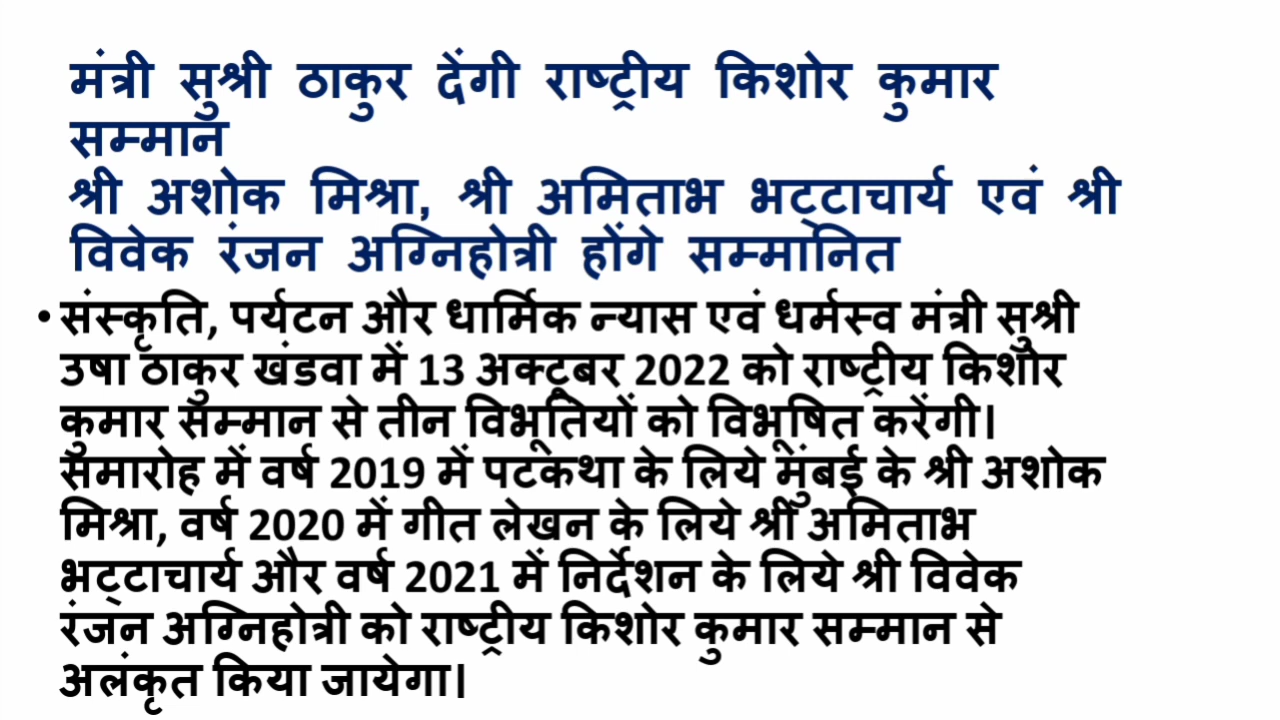 मंत्री सुश्री ठाकुर देंगी राष्ट्रीय किशोर कुमार
सम्मान
श्री अशोक मिश्रा, श्री अमिताभ भट्टाचार्य एवं श्री
विवेक रंजन अग्निहोत्री होंगे सम्मानित
• संस्कृति, पर्यटन और धार्मिक न्यास एवं धर्मस्व मंत्री सुश्री
उषा ठाकुर खंडवा में 13 अक्टूबर 2022 को राष्ट्रीय किशोर
कुमार सम्मान से तीन विभूतियों को विभूषित करेंगी।
समारोह में वर्ष 2019 में पटकथा के लिये मुंबई के श्री अशोक
मिश्रा, वर्ष 2020 में गीत लेखन के लिये श्री अमिताभ
भट्टाचार्य और वर्ष 2021 में निर्देशन के लिये श्री विवेक
रंजन अग्निहोत्री को राष्ट्रीय किशोर कुमार सम्मान से
अलंकृत किया जायेगा।